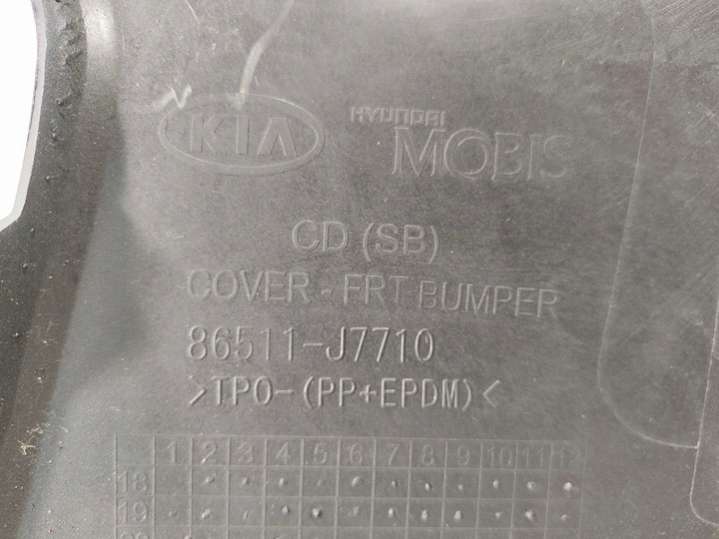 KIA
HYUNDAI
MOBIS
CD (SB)
COVER - FRT BUMPER
86511-J7710
>TPO-(PP+EPDM)<
1 2 3 4 5 6 7 8 9 10 11 12
18
19